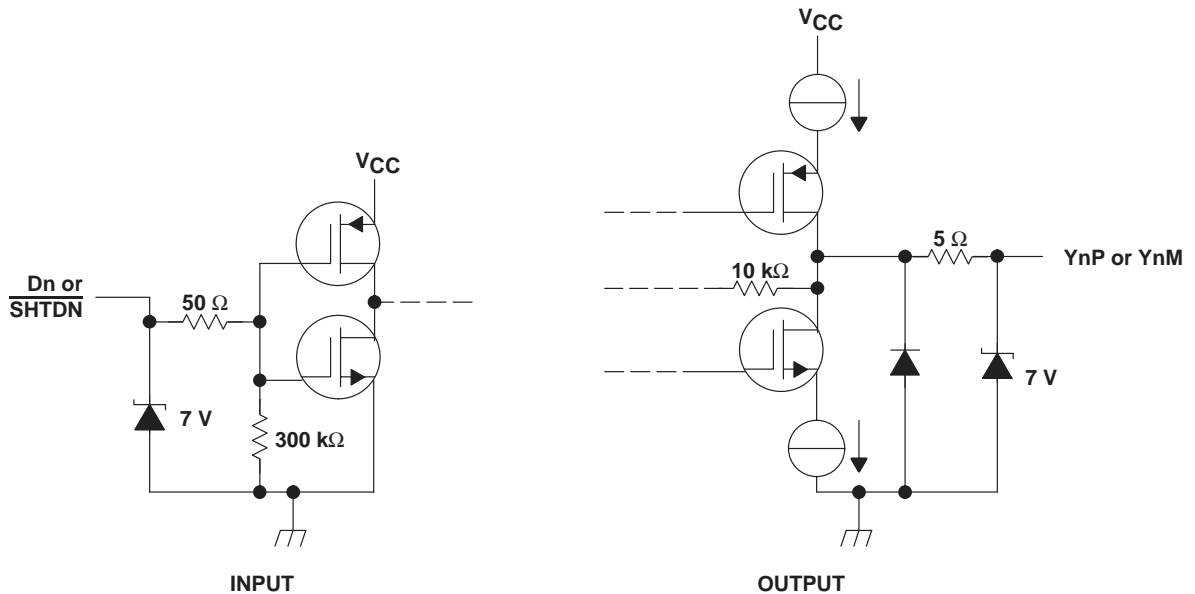 VCC
VCC
5 Ω
YnP or YnM
10 kΩ
Dn or
SHTDN
50 Ω
7 V
7 V
300 kΩ
INPUT
OUTPUT